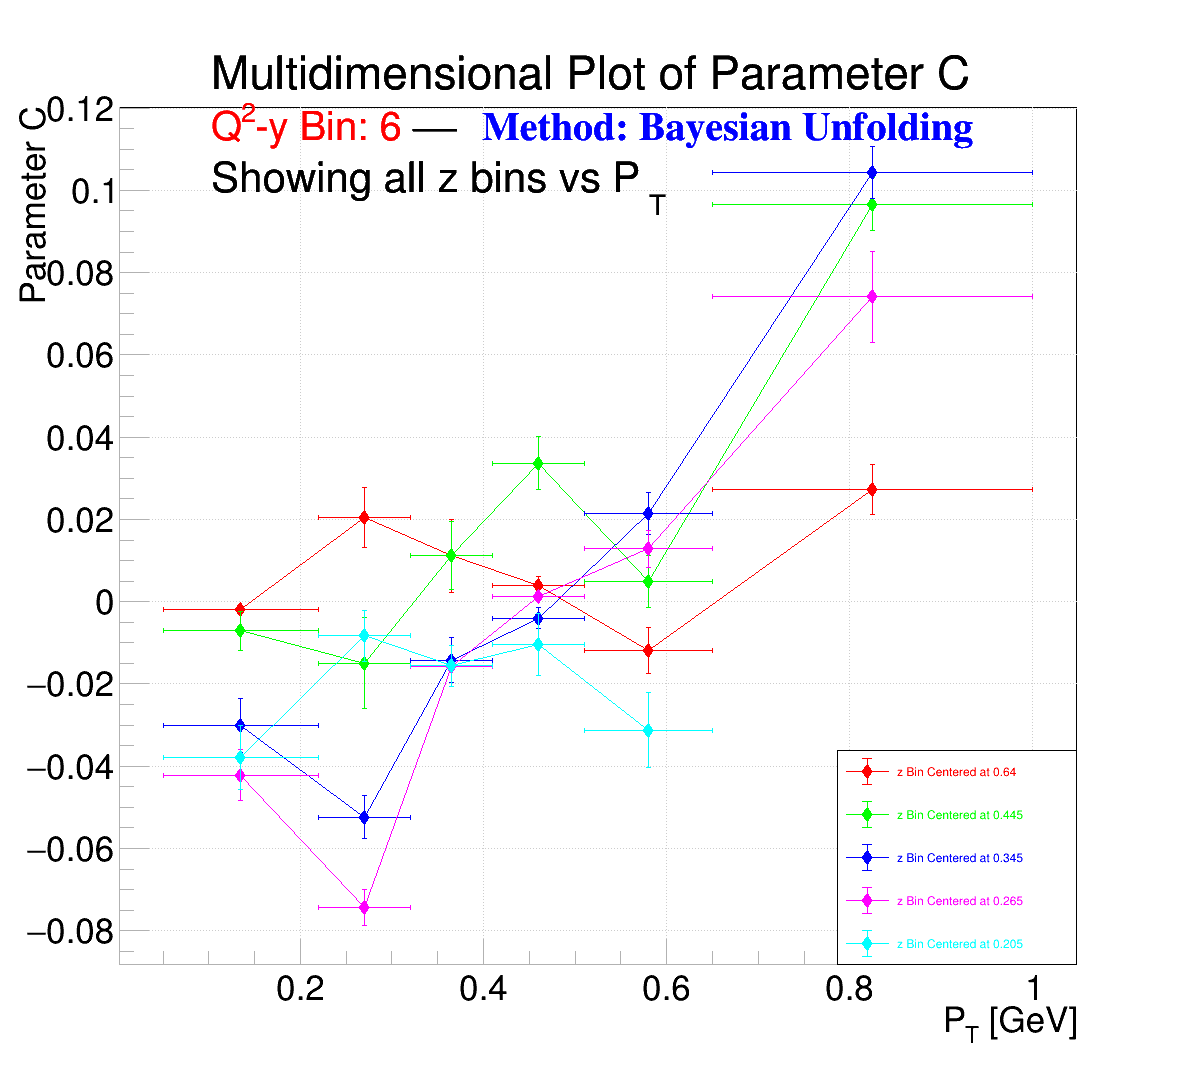 Multidimensional Plot of Parameter C
Q²-y Bin: 6 — Method: Bayesian Unfolding
Showing all z bins vs P_T
Parameter C
0.12
0.1
0.08
0.06
0.04
0.02
0
−0.02
−0.04
−0.06
−0.08
z Bin Centered at 0.64
z Bin Centered at 0.445
z Bin Centered at 0.345
z Bin Centered at 0.265
z Bin Centered at 0.205
0.2 0.4 0.6 0.8 1
P_T [GeV]